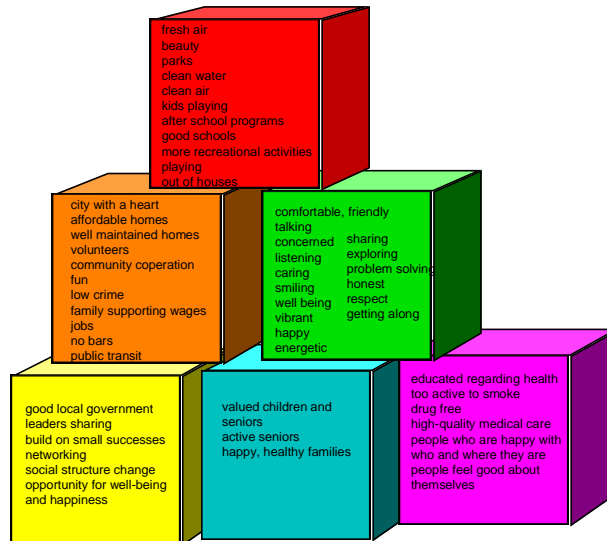 fresh air
beauty
parks
clean water
clean air
kids playing
after school programs
good schools
more recreational activities
playing
out of houses
city with a heart
affordable homes
well maintained homes
volunteers
community coperation
fun
low crime
family supporting wages
jobs
no bars
public transit
comfortable, friendly
talking
concerned
listening
caring
smiling
well being
vibrant
happy
energetic
sharing
exploring
problem solving
honest
respect
getting along
good local government
leaders sharing
build on small successes
networking
social structure change
opportunity for well-being
and happiness
valued children and
seniors
active seniors
happy, healthy families
educated regarding health
too active to smoke
drug free
high-quality medical care
people who are happy with
who and where they are
people feel good about
themselves